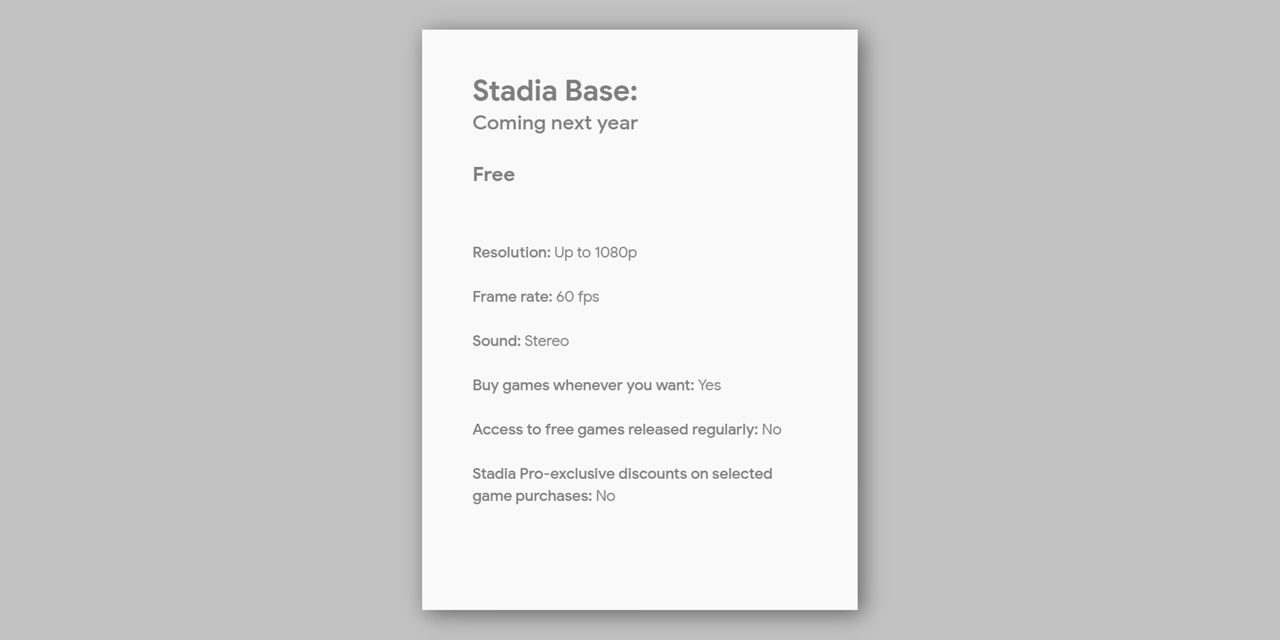 Stadia Base:
Coming next year
Free
Resolution: Up to 1080p
Frame rate: 60 fps
Sound: Stereo
Buy games whenever you want: Yes
Access to free games released regularly: No
Stadia Pro-exclusive discounts on selected
game purchases: No